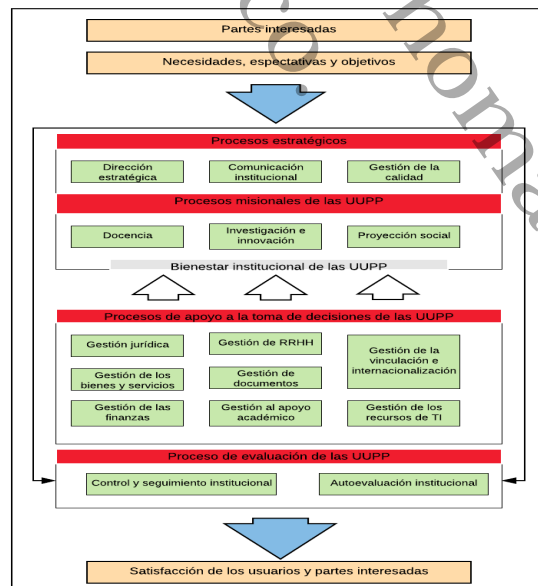 Partes interesadas
Necesidades, espectativas y objetivos
Procesos estratégicos
Dirección
estratégica
Comunicación
institucional
Gestión de la
calidad
Procesos misionales de las UUPP
Docencia
Investigación e
innovación
Proyección social
Bienestar institucional de las UUPP
Procesos de apoyo a la toma de decisiones de las UUPP
Gestión jurídica
Gestión de RRHH
Gestión de la
vinculación e
internacionalización
Gestión de los
bienes y servicios
Gestión de
documentos
Gestión de las
finanzas
Gestión al apoyo
académico
Gestión de los
recursos de TI
Proceso de evaluación de las UUPP
Control y seguimiento institucional
Autoevaluación institucional
Satisfacción de los usuarios y partes interesadas